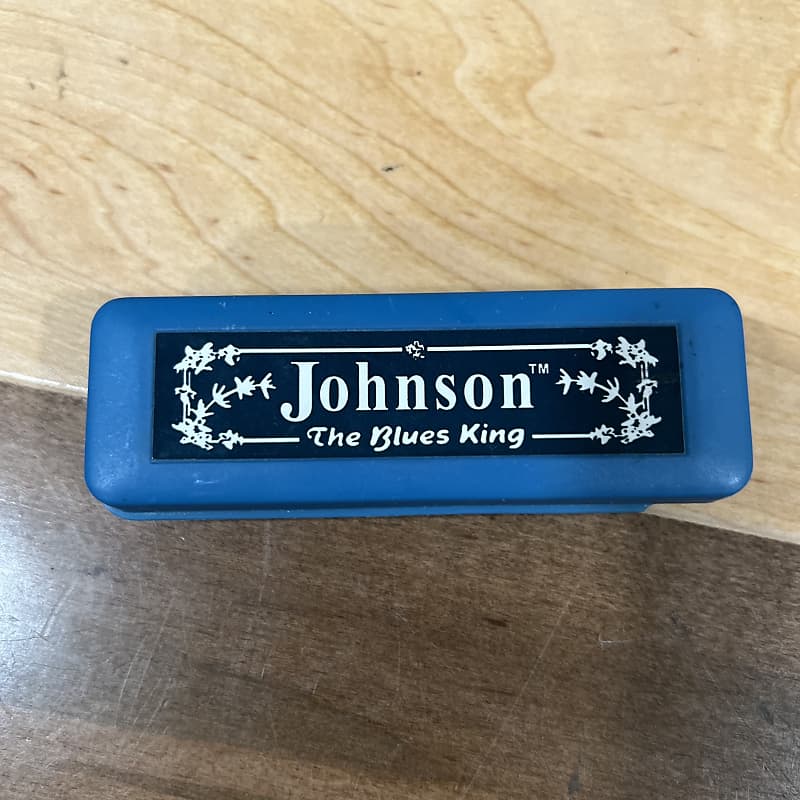 Johnson™
The Blues King